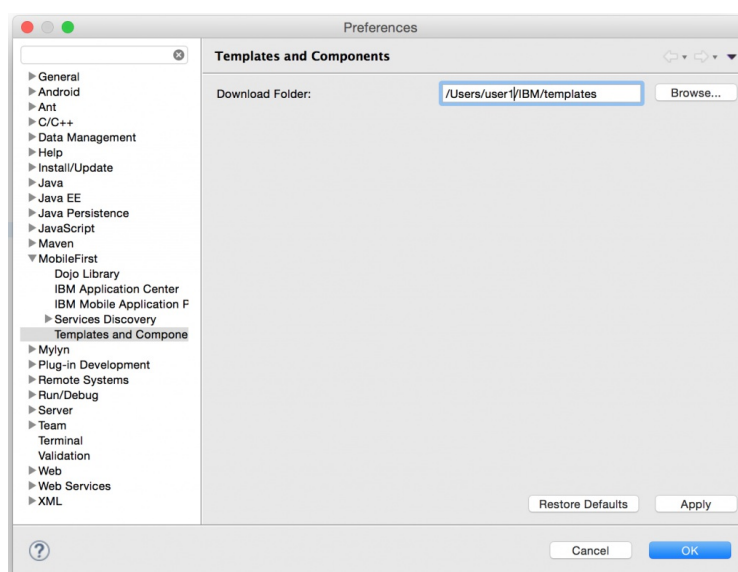 Preferences
Templates and Components
General
Android
Ant
C/C++
Data Management
Help
Install/Update
Java
Java EE
Java Persistence
JavaScript
Maven
MobileFirst
Dojo Library
IBM Application Center
IBM Mobile Application F
Services Discovery
Templates and Compone
Mylyn
Plug-in Development
Remote Systems
Run/Debug
Server
Team
Terminal
Validation
Web
Web Services
XML
Download Folder: /Users/user1/IBM/templates Browse...
Restore Defaults Apply
? Cancel OK